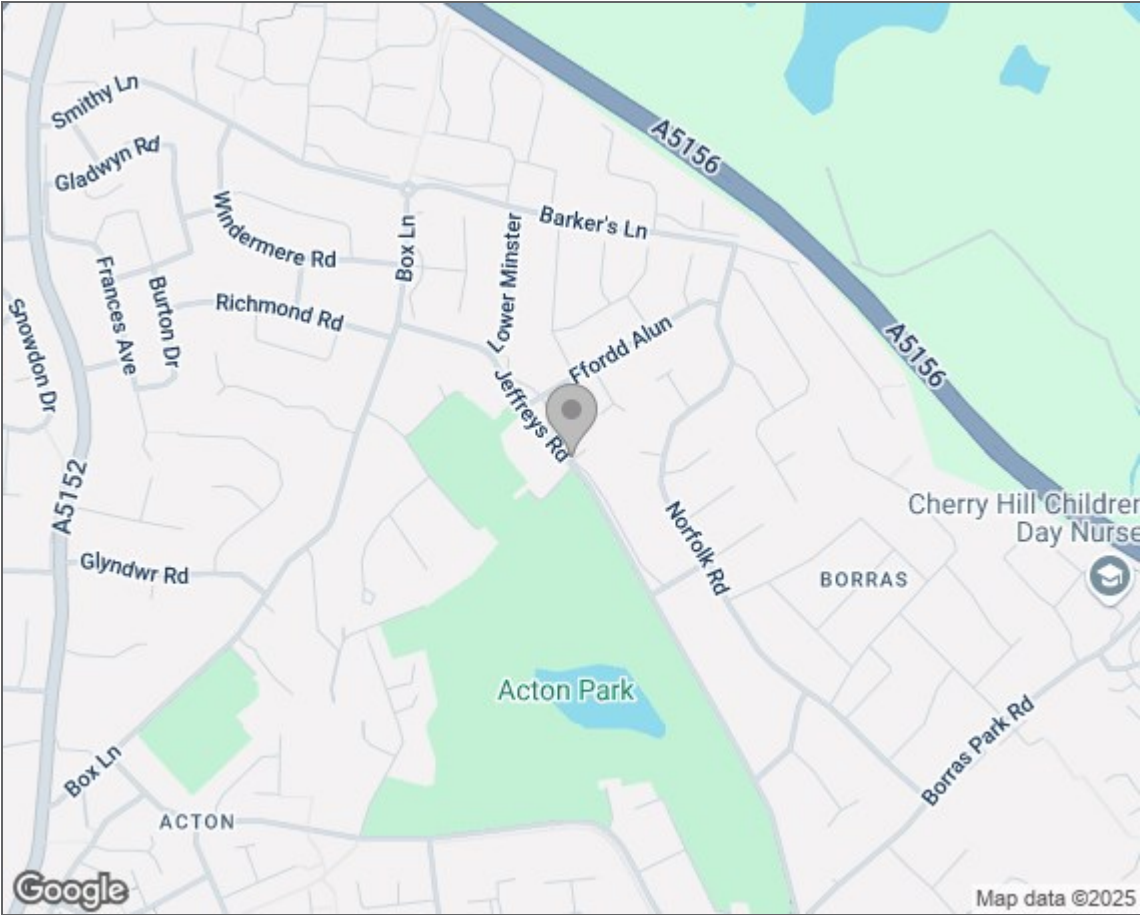 Smithy Ln
Gladwyn Rd
A5156
Windermere Rd
Box Ln
Lower Minster
Barker's Ln
Frances Ave
Burton Dr
Richmond Rd
Snowdon Dr
Jeffreys Rd
Ffordd Alun
A5156
A5152
Cherry Hill Children
Day Nurse
Norfolk Rd
Glyndwr Rd
BORRAS
Acton Park
Box Ln
Borras Park Rd
ACTON
Google
Map data ©2025